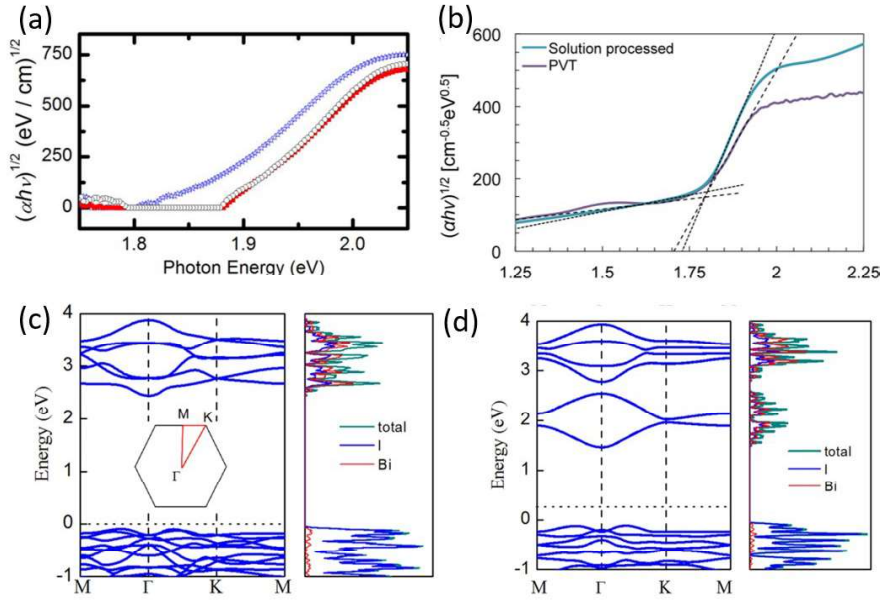 (a)
(αhν)^1/2 (eV / cm)^1/2
750
500
250
0
1.8
1.9
2.0
Photon Energy (eV)
(b)
(αhν)^1/2 [cm^-0.5eV^0.5]
600
400
200
0
Solution processed
PVT
1.25
1.5
1.75
2
2.25
(c)
Energy (eV)
4
3
2
1
0
-1
M
K
Γ
M
Γ
K
M
total
I
Bi
(d)
Energy (eV)
4
3
2
1
0
-1
M
Γ
K
M
total
I
Bi